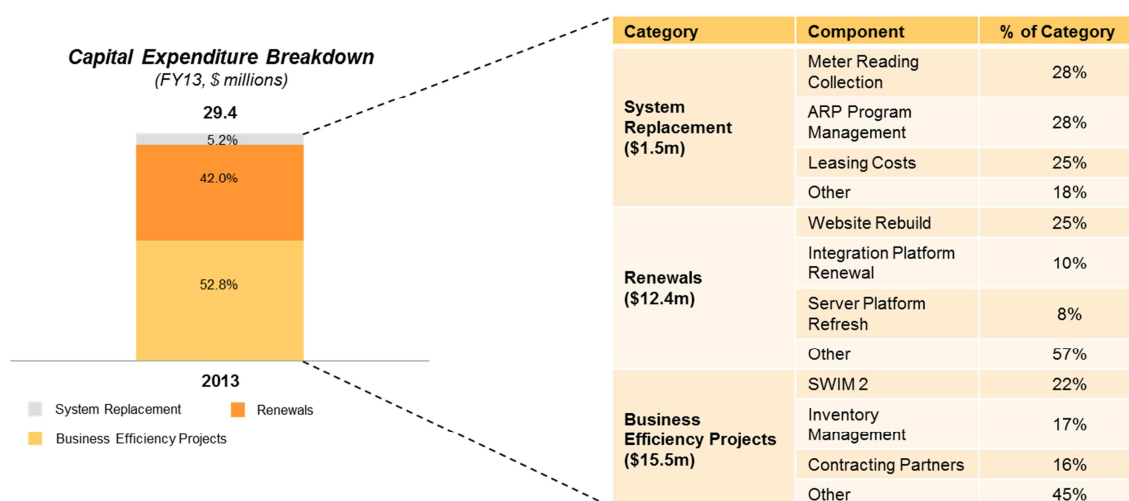 Capital Expenditure Breakdown
(FY13, $ millions)
29.4
5.2%
42.0%
52.8%
2013
System Replacement
Renewals
Business Efficiency Projects
Category Component % of Category
System
Replacement
($1.5m)
Meter Reading
Collection
28%
ARP Program
Management
28%
Leasing Costs 25%
Other 18%
Renewals
($12.4m)
Website Rebuild 25%
Integration Platform
Renewal
10%
Server Platform
Refresh
8%
Other 57%
Business
Efficiency Projects
($15.5m)
SWIM 2 22%
Inventory
Management
17%
Contracting Partners 16%
Other 45%